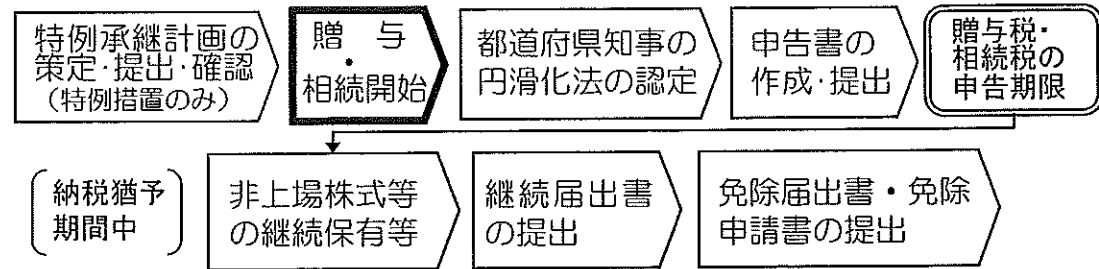 特例承継計画の
策定・提出・確認
（特例措置のみ）
贈与
・
相続開始
都道府県知事の
円滑化法の認定
申告書の
作成・提出
贈与税・
相続税の
申告期限
納税猶予
期間中
非上場株式等
の継続保有等
継続届出書
の提出
免除届出書・免除
申請書の提出